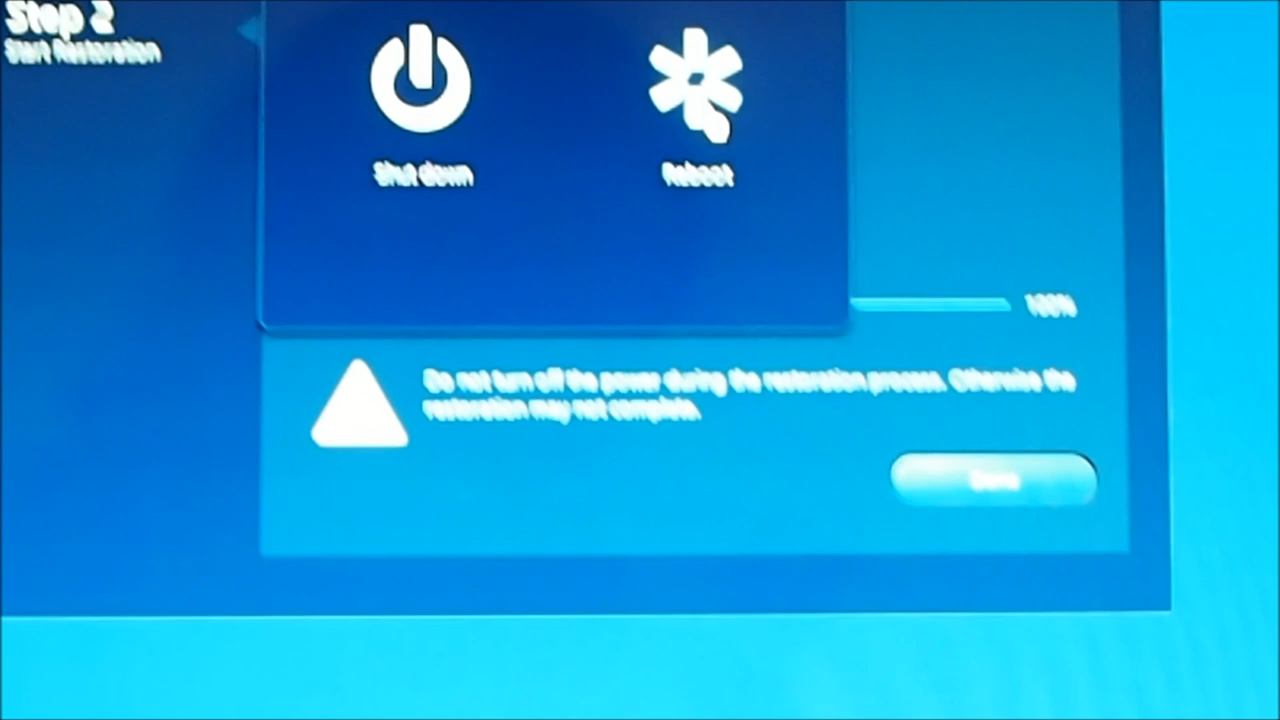 Step 2
Start Restoration
Shut down
Reboot
100%
Do not turn off the power during the restoration process. Otherwise the
restoration may not complete.